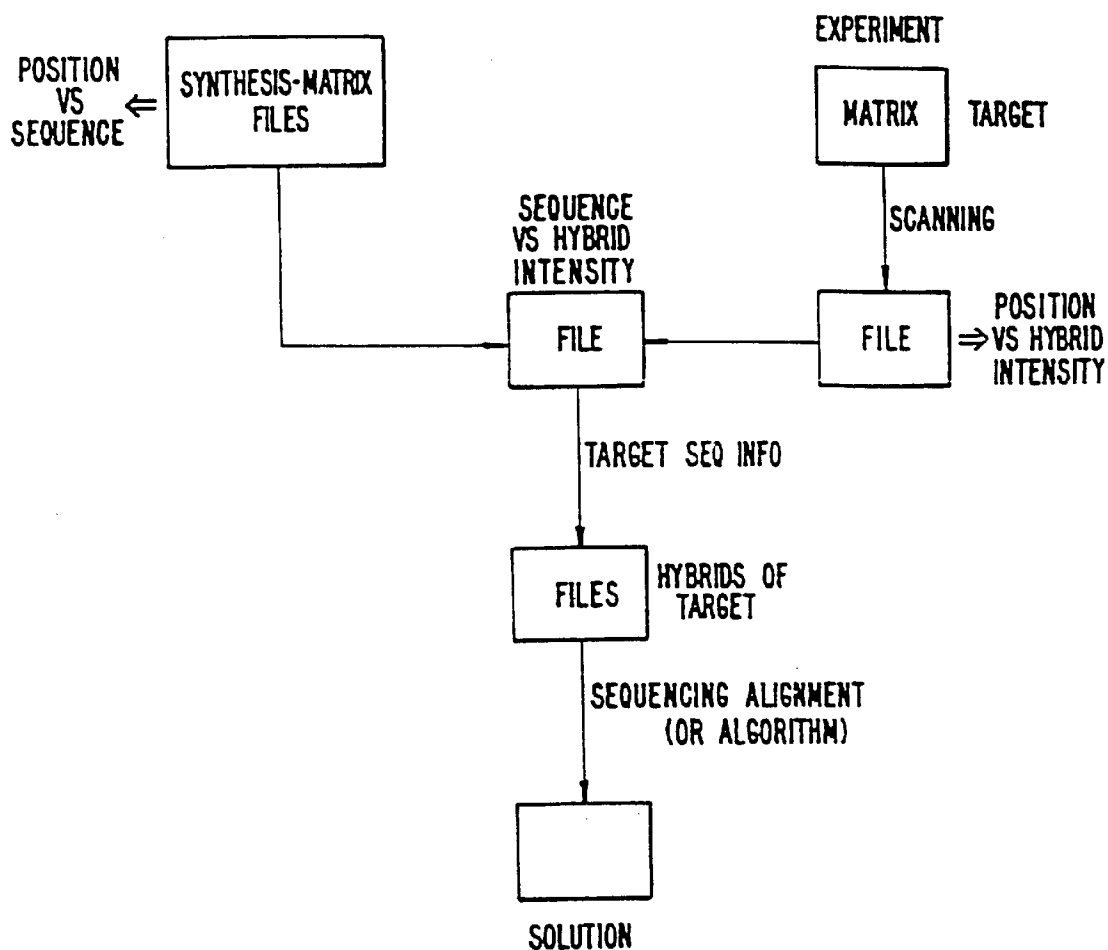 EXPERIMENT
POSITION
VS
SEQUENCE
⇐
SYNTHESIS-MATRIX
FILES
MATRIX
TARGET
SCANNING
SEQUENCE
VS HYBRID
INTENSITY
FILE
FILE
⇒
POSITION
VS HYBRID
INTENSITY
TARGET SEQ INFO
FILES
HYBRIDS OF
TARGET
SEQUENCING ALIGNMENT
(OR ALGORITHM)
SOLUTION